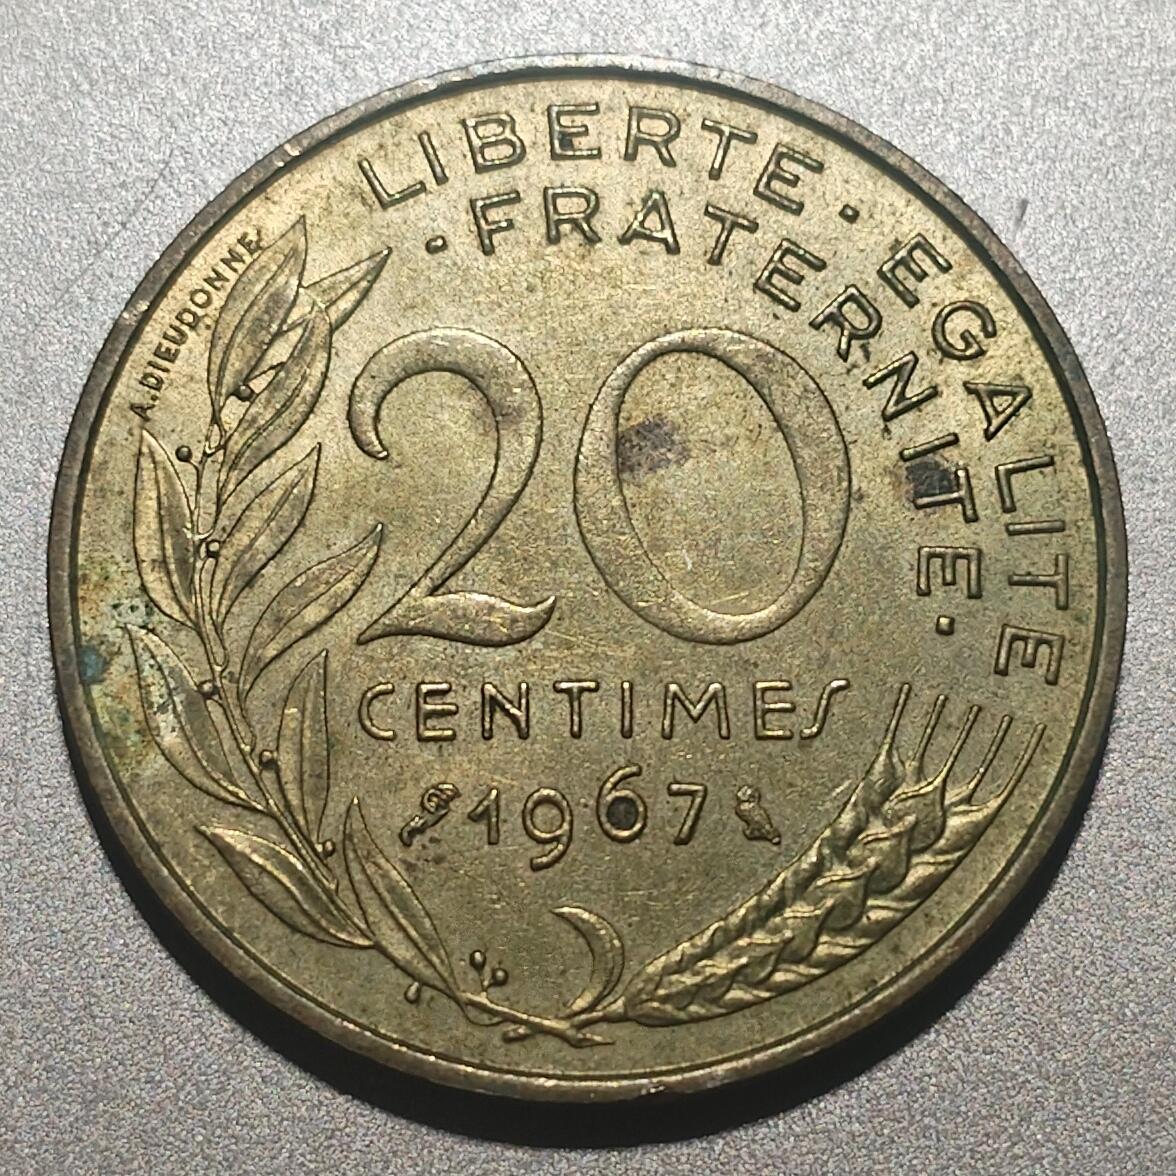 LIBERTE · EGALITE
· FRATERNITE ·
A.DIEUDONNE
20
CENTIMES
1967